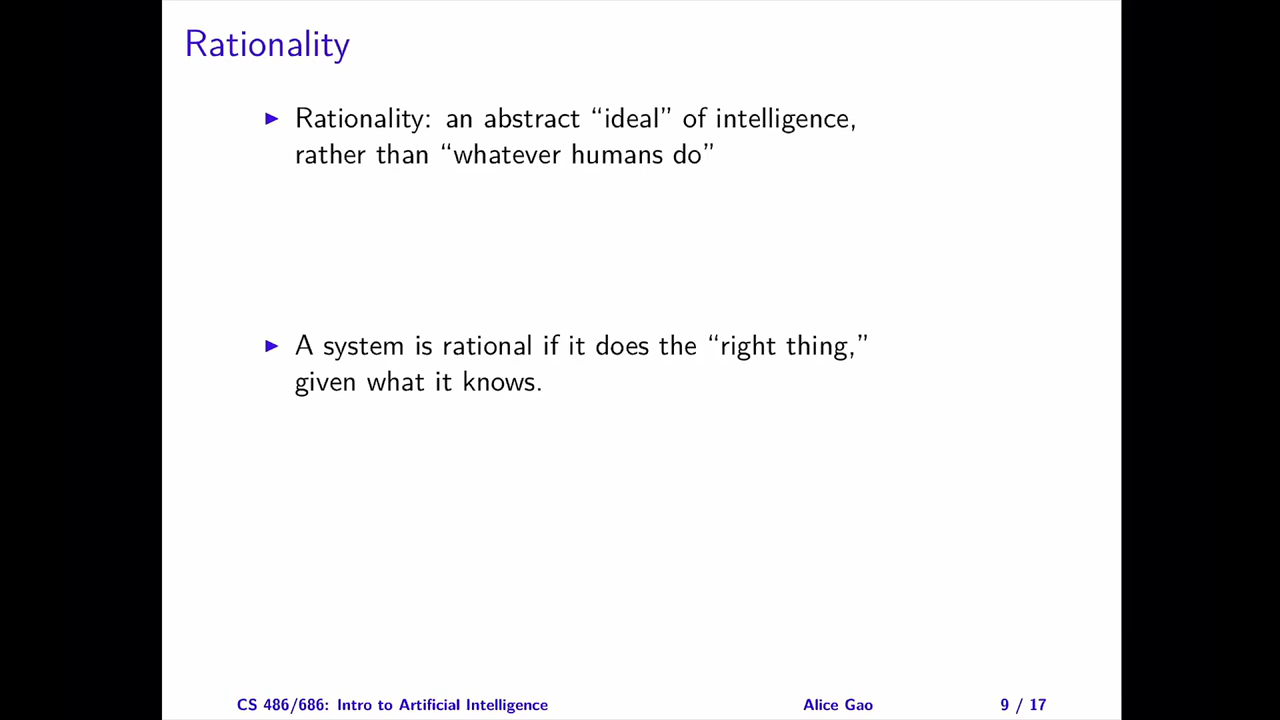 Rationality
▶ Rationality: an abstract “ideal” of intelligence,
rather than “whatever humans do”
▶ A system is rational if it does the “right thing,”
given what it knows.
CS 486/686: Intro to Artificial Intelligence Alice Gao 9 / 17